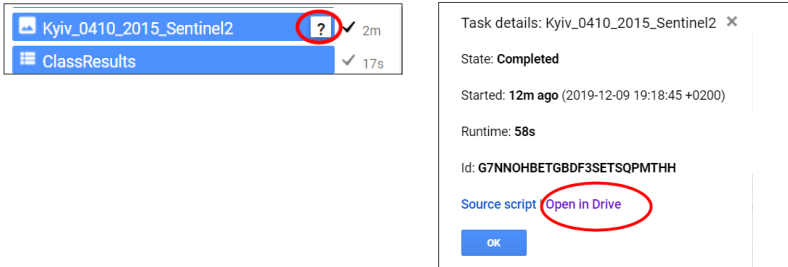 Kyiv_0410_2015_Sentinel2 ? 2m
ClassResults 17s
Task details: Kyiv_0410_2015_Sentinel2 ×
State: Completed
Started: 12m ago (2019-12-09 19:18:45 +0200)
Runtime: 58s
Id: G7NNOHBETGBDF3SETSQPMTHH
Source script | Open in Drive
OK